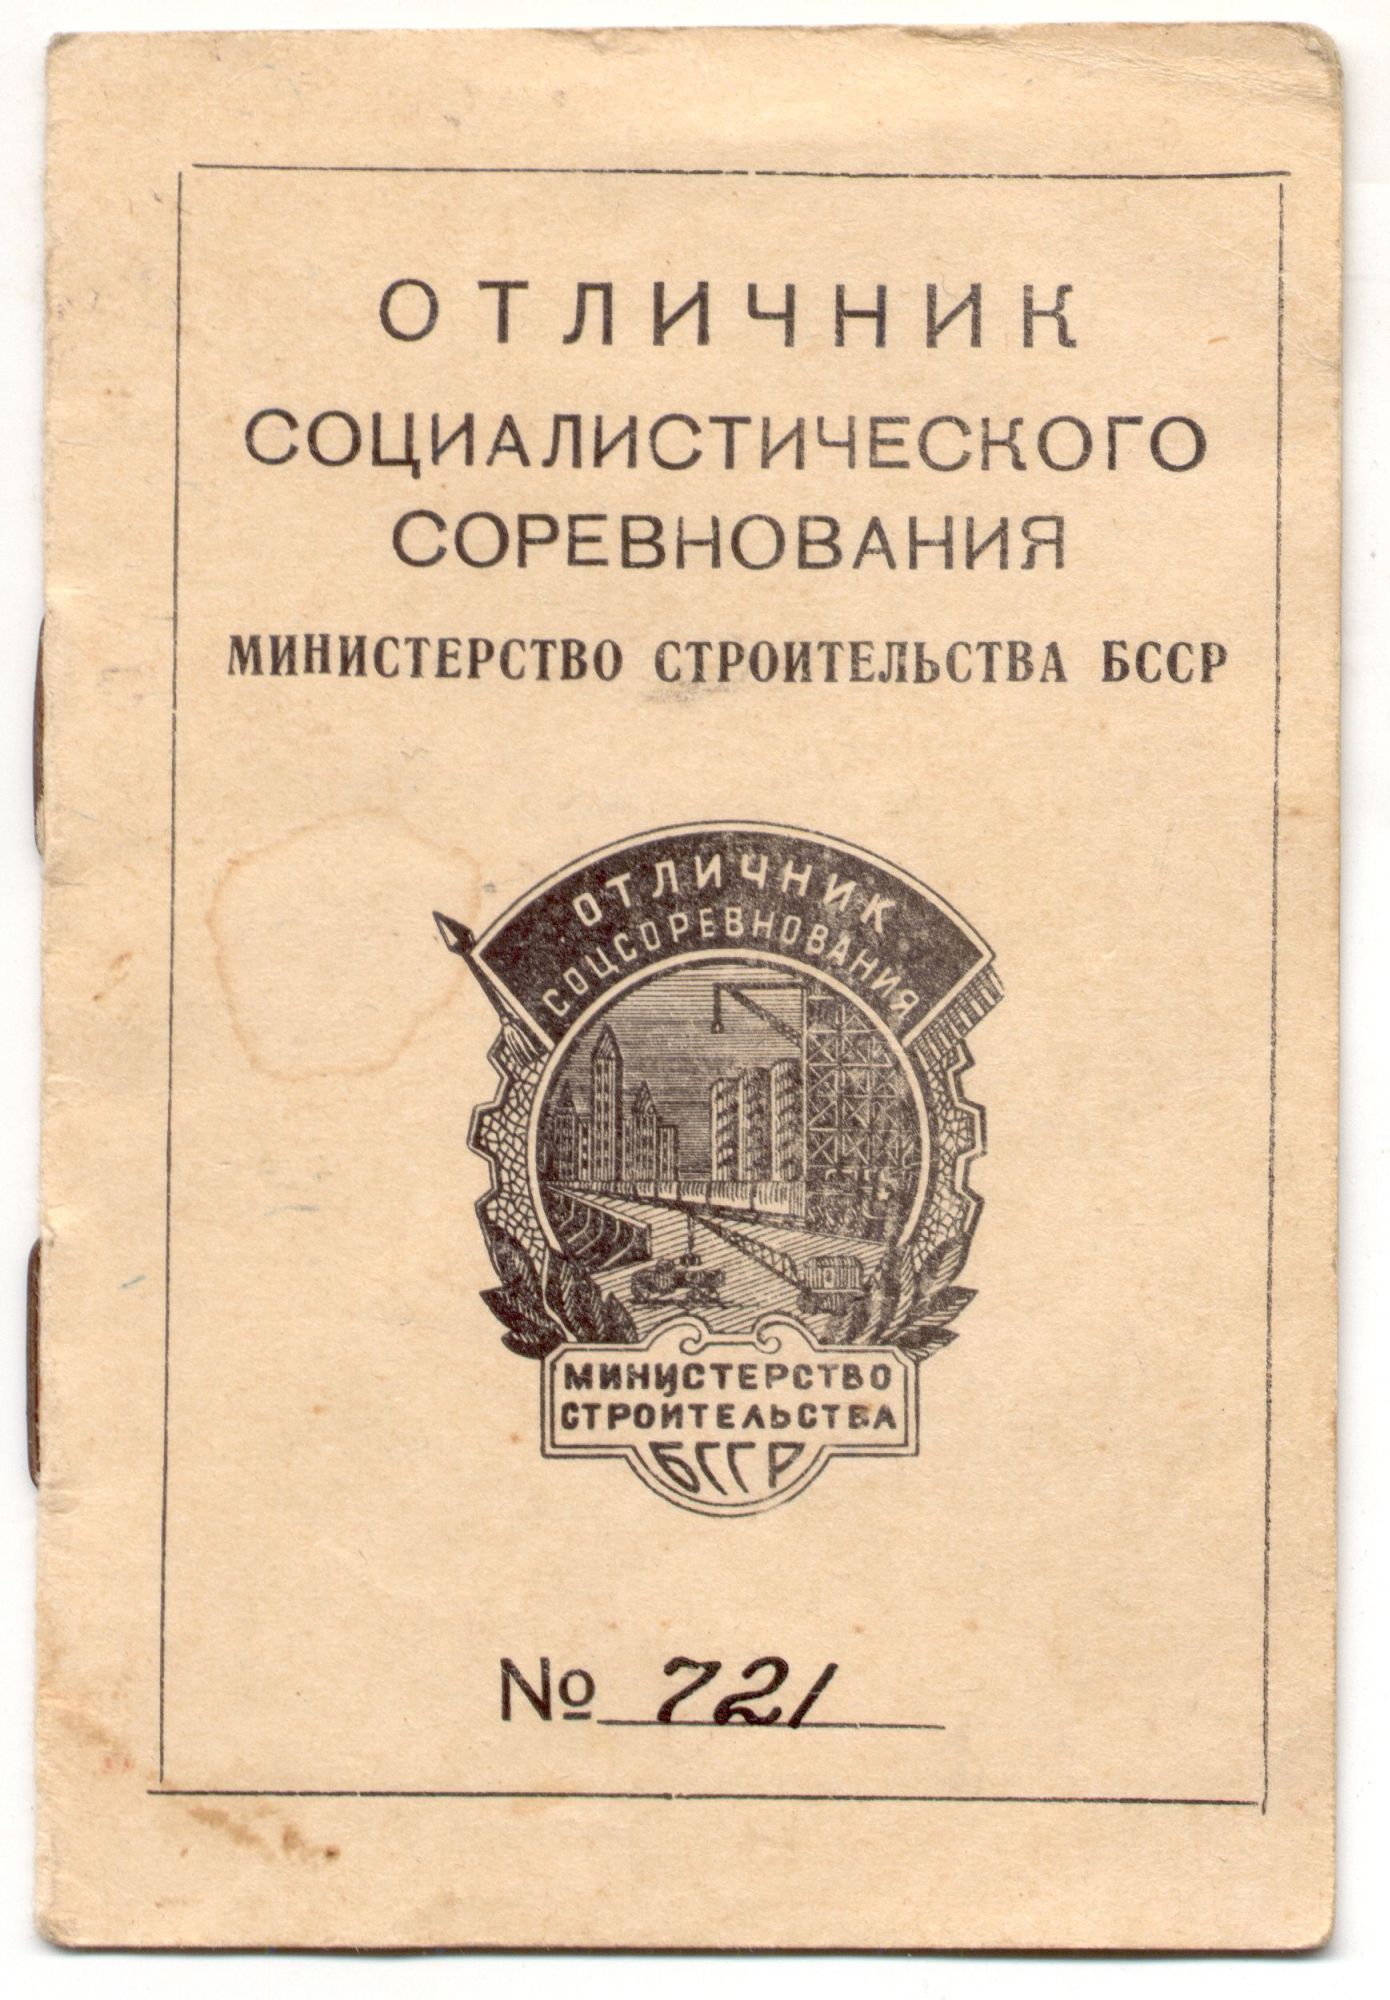 ОТЛИЧНИК
СОЦИАЛИСТИЧЕСКОГО
СОРЕВНОВАНИЯ
МИНИСТЕРСТВО СТРОИТЕЛЬСТВА БССР
ОТЛИЧНИК
СОЦСОРЕВНОВАНИЯ
МИНИСТЕРСТВО
СТРОИТЕЛЬСТВА
БССР
№ 721